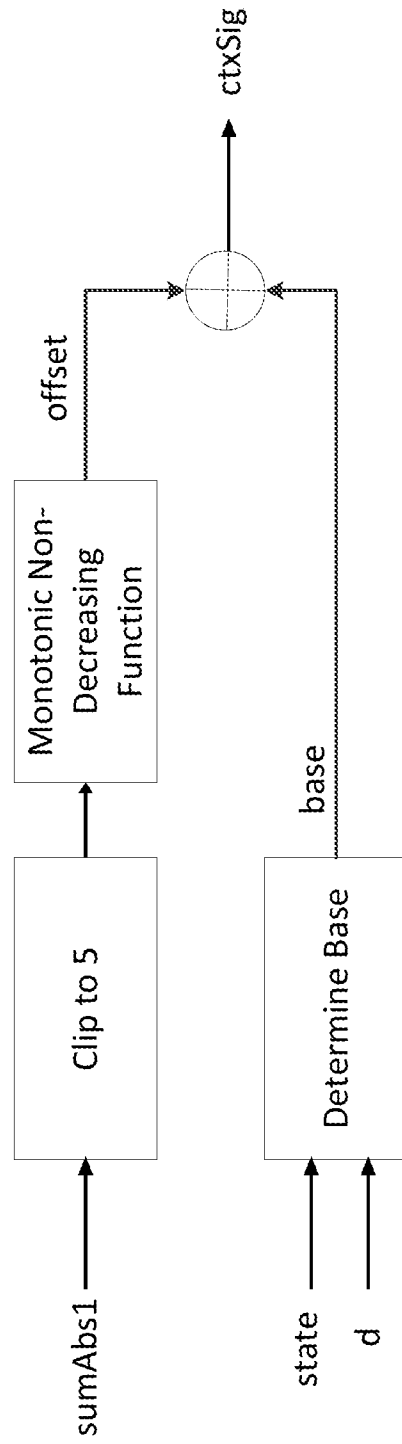 sumAbs1
Clip to 5
Monotonic Non-
Decreasing
Function
offset
ctxSig
state
d
Determine Base
base